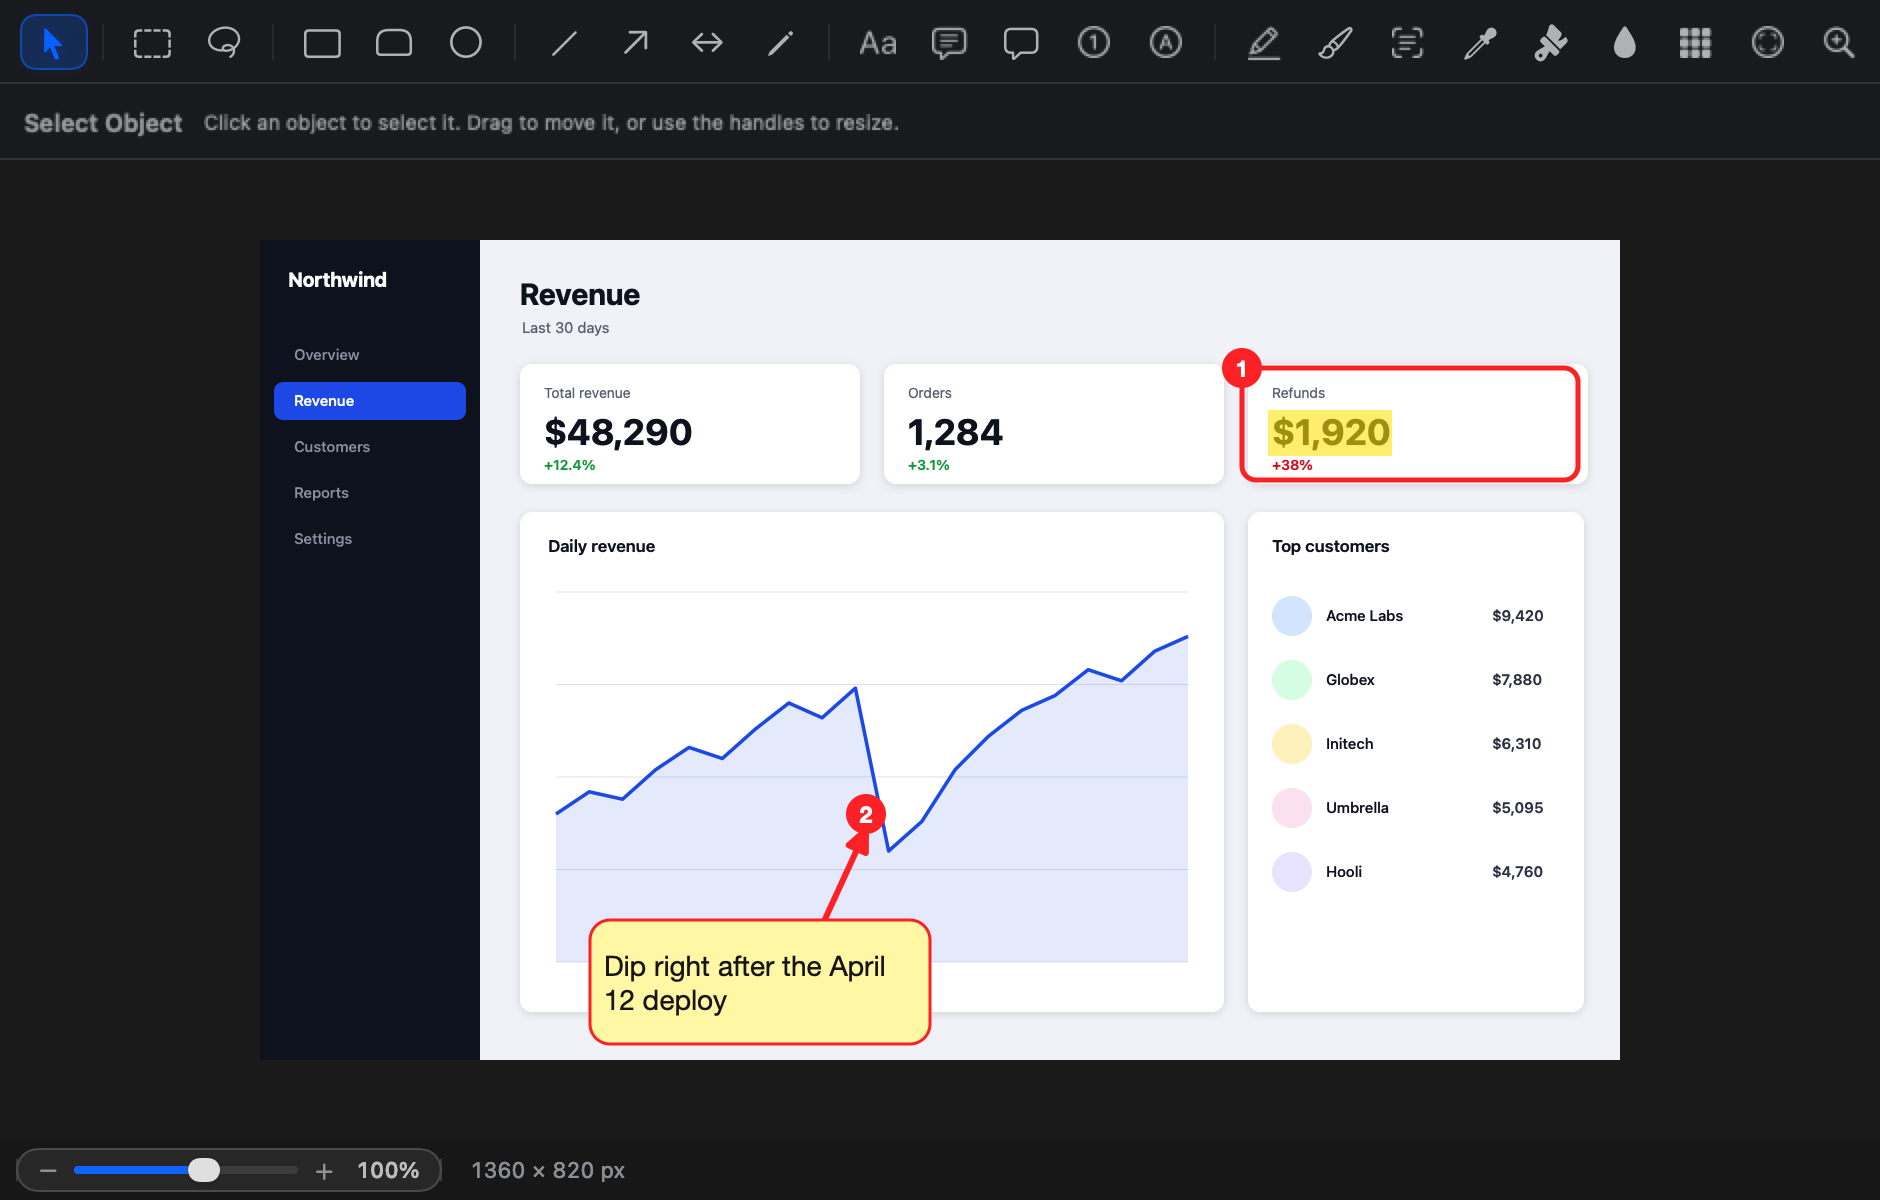 Aa
1
A
Select Object Click an object to select it. Drag to move it, or use the handles to resize.
Northwind
Overview
Revenue
Customers
Reports
Settings
Revenue
Last 30 days
Total revenue
$48,290
+12.4%
Orders
1,284
+3.1%
1
Refunds
$1,920
+38%
Daily revenue
2
Dip right after the April
12 deploy
Top customers
Acme Labs $9,420
Globex $7,880
Initech $6,310
Umbrella $5,095
Hooli $4,760
100%
1360 × 820 px